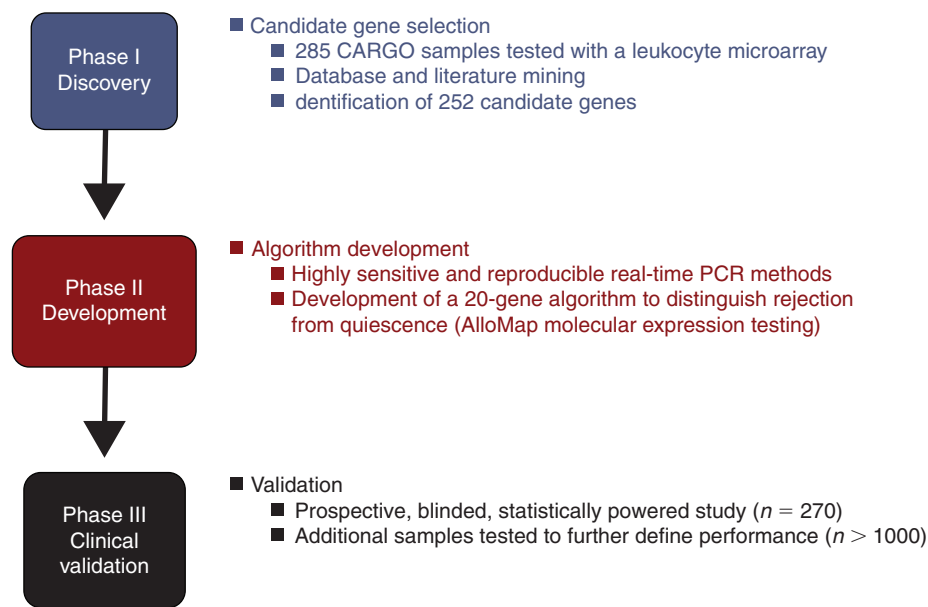 Phase I
Discovery
■ Candidate gene selection
■ 285 CARGO samples tested with a leukocyte microarray
■ Database and literature mining
■ dentification of 252 candidate genes
Phase II
Development
■ Algorithm development
■ Highly sensitive and reproducible real-time PCR methods
■ Development of a 20-gene algorithm to distinguish rejection
from quiescence (AlloMap molecular expression testing)
Phase III
Clinical
validation
■ Validation
■ Prospective, blinded, statistically powered study (n = 270)
■ Additional samples tested to further define performance (n > 1000)